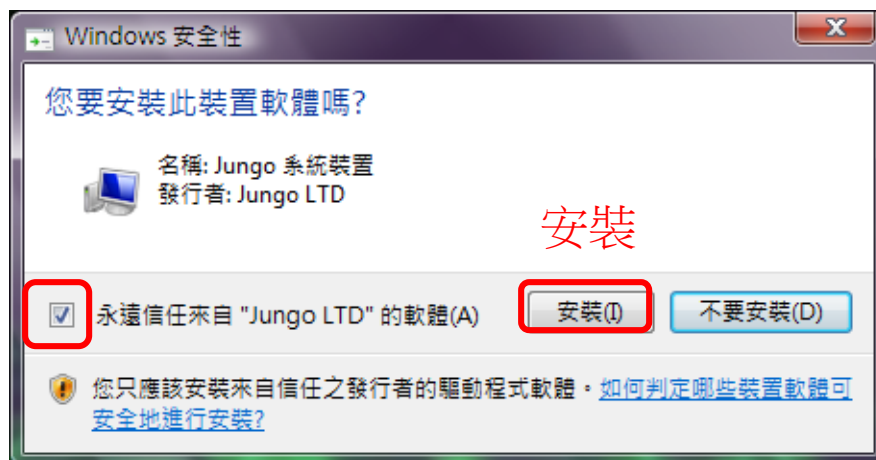 Windows 安全性
您要安裝此裝置軟體嗎?
名稱: Jungo 系統裝置
發行者: Jungo LTD
安裝
永遠信任來自 "Jungo LTD" 的軟體(A)
安裝(I)
不要安裝(D)
您只應該安裝來自信任之發行者的驅動程式軟體。如何判定哪些裝置軟體可
安全地進行安裝?